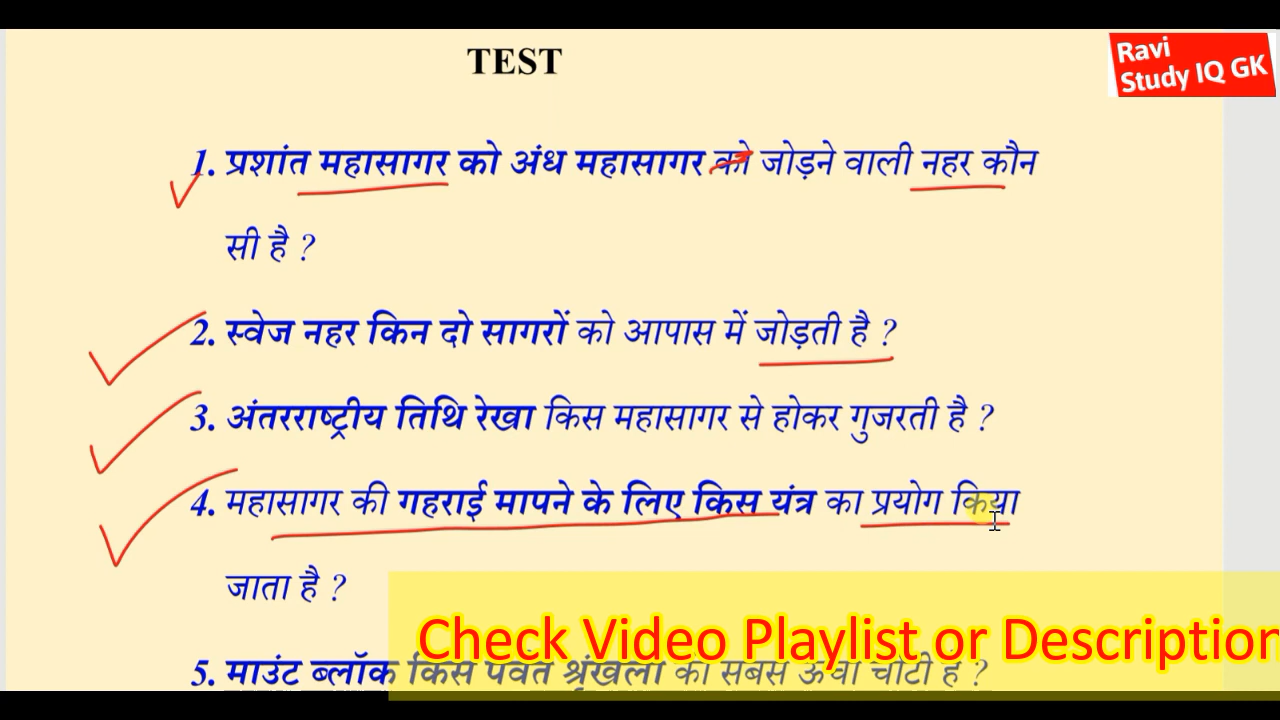 TEST
Ravi
Study IQ GK
1. प्रशांत महासागर को अंध महासागर को जोड़ने वाली नहर कौन
सी है ?
2. स्वेज नहर किन दो सागरों को आपास में जोड़ती है ?
3. अंतरराष्ट्रीय तिथि रेखा किस महासागर से होकर गुजरती है ?
4. महासागर की गहराई मापने के लिए किस यंत्र का प्रयोग किया
जाता है ?
Check Video Playlist or Description
5. माउंट ब्लॉक किस पर्वत श्रृंखला की सबसे ऊंची चोटी है ?